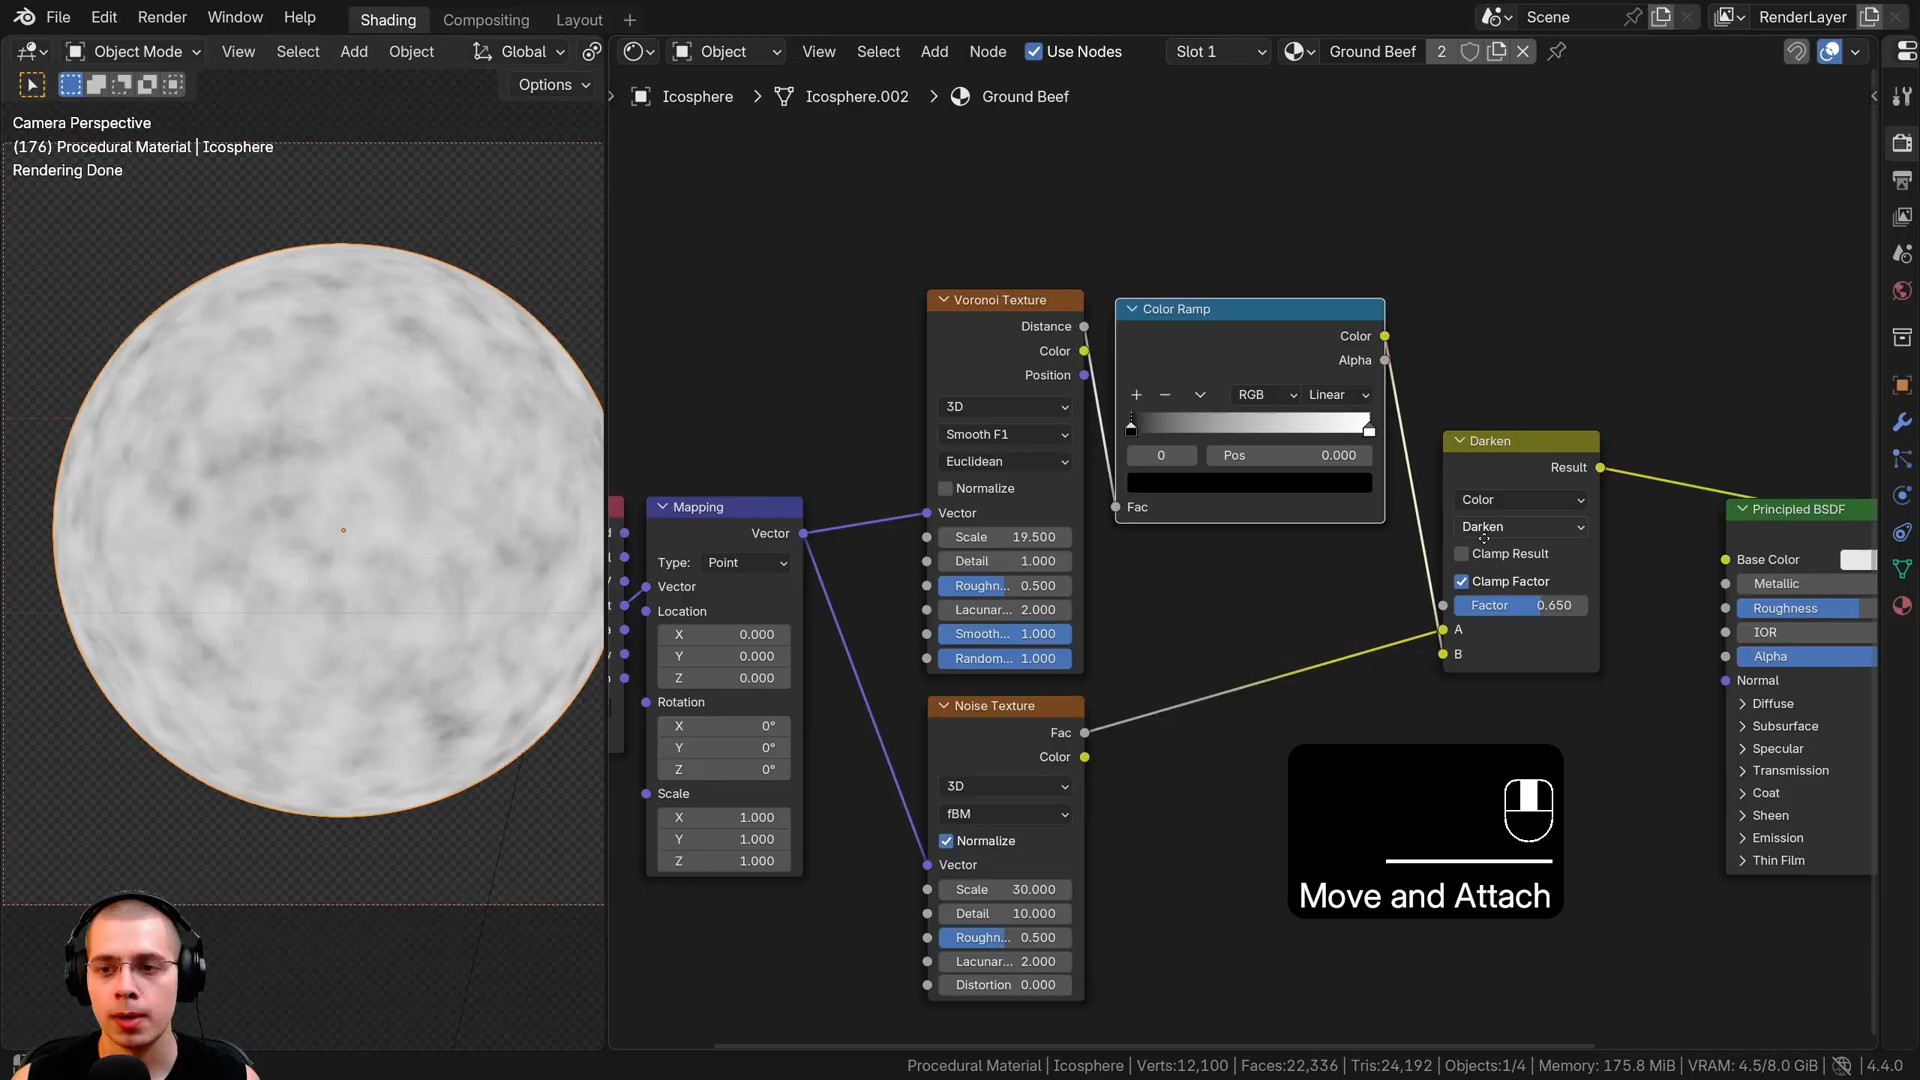 File Edit Render Window Help Shading Compositing Layout + Scene RenderLayer
Object Mode View Select Add Object Global
Object View Select Add Node Use Nodes Slot 1 Ground Beef 2
Options
Icosphere > Icosphere.002 > Ground Beef
Camera Perspective
(176) Procedural Material | Icosphere
Rendering Done
Voronoi Texture
Distance
Color
Position
3D
Smooth F1
Euclidean
Normalize
Vector
Scale 19.500
Detail 1.000
Roughn... 0.500
Lacunar... 2.000
Smooth... 1.000
Random... 1.000
Color Ramp
Color
Alpha
RGB Linear
0 Pos 0.000
Fac
Darken
Result
Color
Darken
Clamp Result
Clamp Factor
Factor 0.650
A
B
Mapping
Vector
Type: Point
Vector
Location
X 0.000
Y 0.000
Z 0.000
Rotation
X 0°
Y 0°
Z 0°
Scale
X 1.000
Y 1.000
Z 1.000
Noise Texture
Fac
Color
3D
fBM
Normalize
Vector
Scale 30.000
Detail 10.000
Roughn... 0.500
Lacunar... 2.000
Distortion 0.000
Principled BSDF
Base Color
Metallic
Roughness
IOR
Alpha
Normal
Diffuse
Subsurface
Specular
Transmission
Coat
Sheen
Emission
Thin Film
Move and Attach
Procedural Material | Icosphere | Verts:12,100 | Faces:22,336 | Tris:24,192 | Objects:1/4 | Memory: 175.8 MiB | VRAM: 4.5/8.0 GiB | 4.4.0